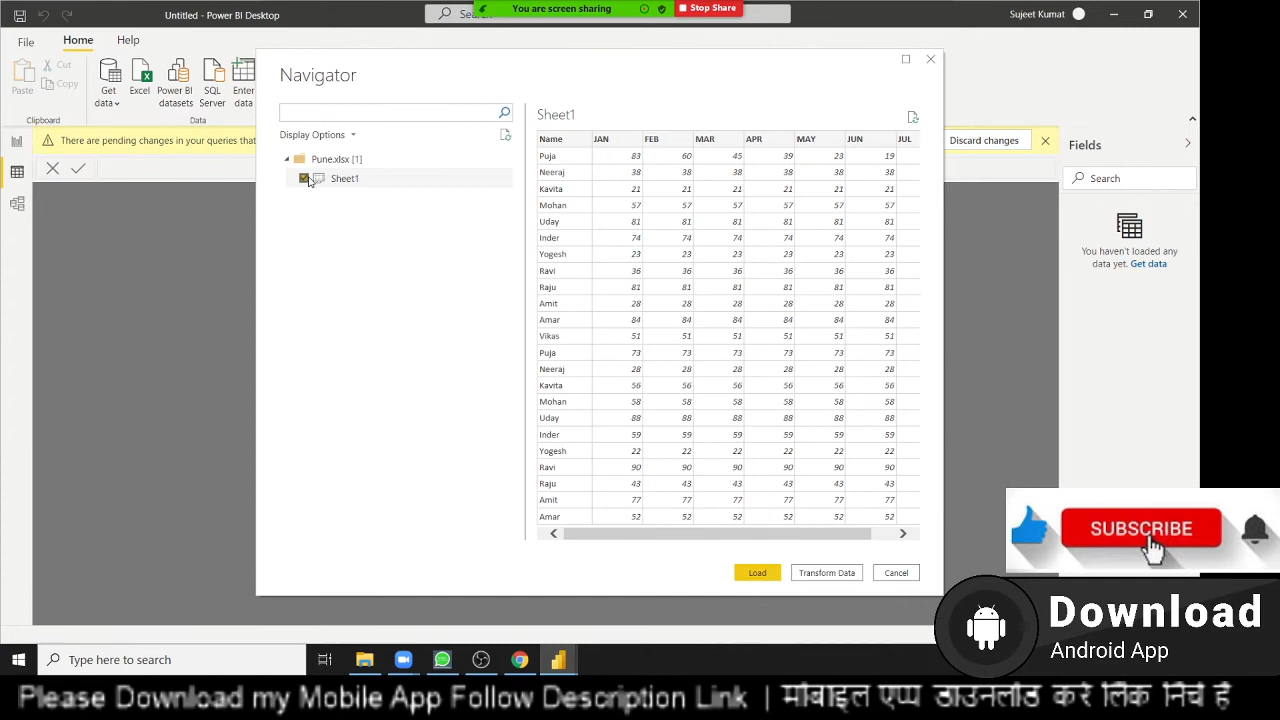 Untitled - Power BI Desktop
Search
You are screen sharing
Stop Share
Sujeet Kumat
File
Home
Help
Paste
Cut
Copy
Clipboard
Get data
Excel
Power BI datasets
SQL Server
Enter data
Data
There are pending changes in your queries that
Discard changes
Fields
Search
You haven't loaded any
data yet. Get data
Navigator
Display Options
Pune.xlsx [1]
Sheet1
Sheet1
Name JAN FEB MAR APR MAY JUN JUL
Puja 83 60 45 39 23 19
Neeraj 38 38 38 38 38 38
Kavita 21 21 21 21 21 21
Mohan 57 57 57 57 57 57
Uday 81 81 81 81 81 81
Inder 74 74 74 74 74 74
Yogesh 23 23 23 23 23 23
Ravi 36 36 36 36 36 36
Raju 81 81 81 81 81 81
Amit 28 28 28 28 28 28
Amar 84 84 84 84 84 84
Vikas 51 51 51 51 51 51
Puja 73 73 73 73 73 73
Neeraj 28 28 28 28 28 28
Kavita 56 56 56 56 56 56
Mohan 58 58 58 58 58 58
Uday 88 88 88 88 88 88
Inder 59 59 59 59 59 59
Yogesh 22 22 22 22 22 22
Ravi 90 90 90 90 90 90
Raju 43 43 43 43 43 43
Amit 77 77 77 77 77 77
Amar 52 52 52 52 52 52
Load
Transform Data
Cancel
SUBSCRIBE
Download
Android App
Type here to search
Please Download my Mobile App Follow Description Link | मोबाइल एप्प डाउनलोड करे लिंक निचे है